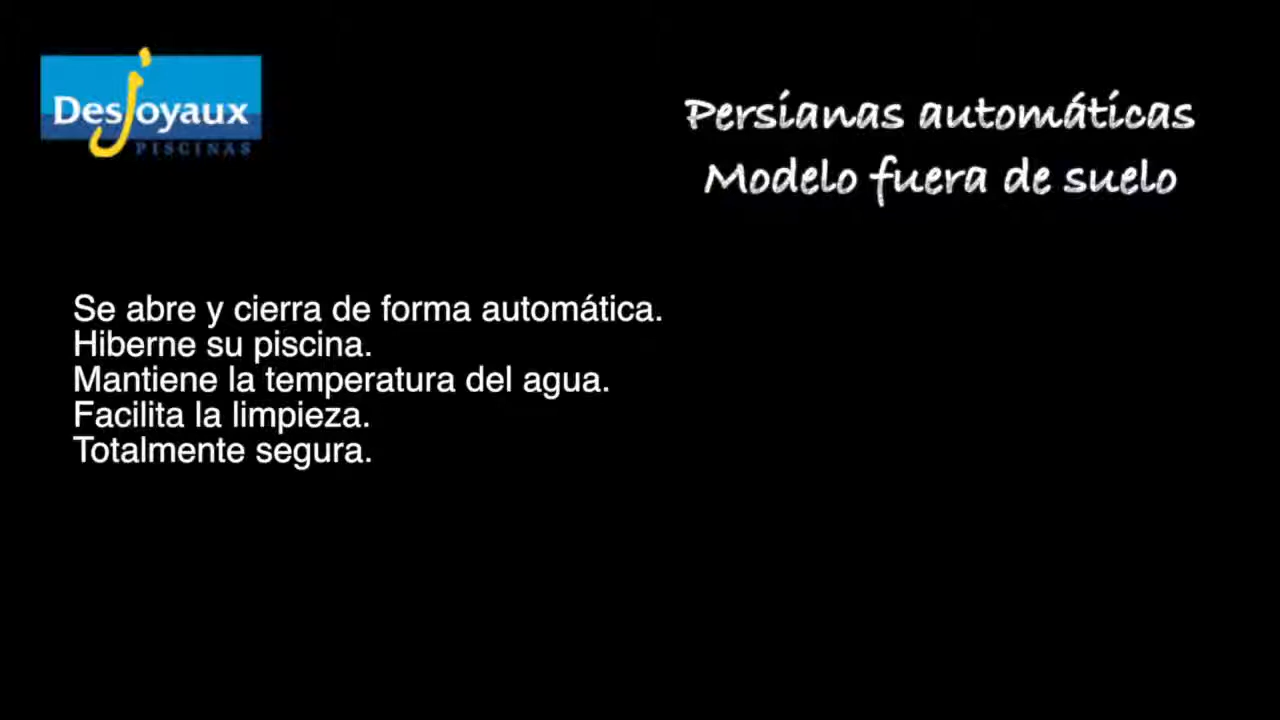 Desjoyaux
PISCINAS
Persianas automáticas
Modelo fuera de suelo
Se abre y cierra de forma automática.
Hiberne su piscina.
Mantiene la temperatura del agua.
Facilita la limpieza.
Totalmente segura.